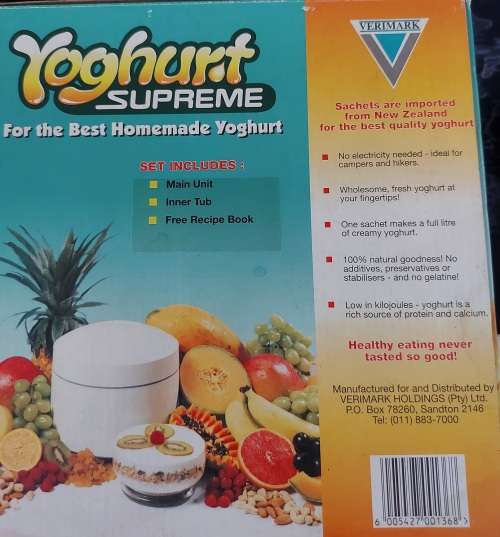 Yoghurt
SUPREME
For the Best Homemade Yoghurt
SET INCLUDES :
Main Unit
Inner Tub
Free Recipe Book
VERIMARK
Sachets are imported
from New Zealand
for the best quality yoghurt
No electricity needed - ideal for
campers and hikers.
Wholesome, fresh yoghurt at
your fingertips!
One sachet makes a full litre
of creamy yoghurt.
100% natural goodness! No
additives, preservatives or
stabilisers - and no gelatine!
Low in kilojoules - yoghurt is a
rich source of protein and calcium.
Healthy eating never
tasted so good!
Manufactured for and Distributed by
VERIMARK HOLDINGS (Pty) Ltd.
P.O. Box 78260, Sandton 2146
Tel: (011) 883-7000
6 005427 001368 >